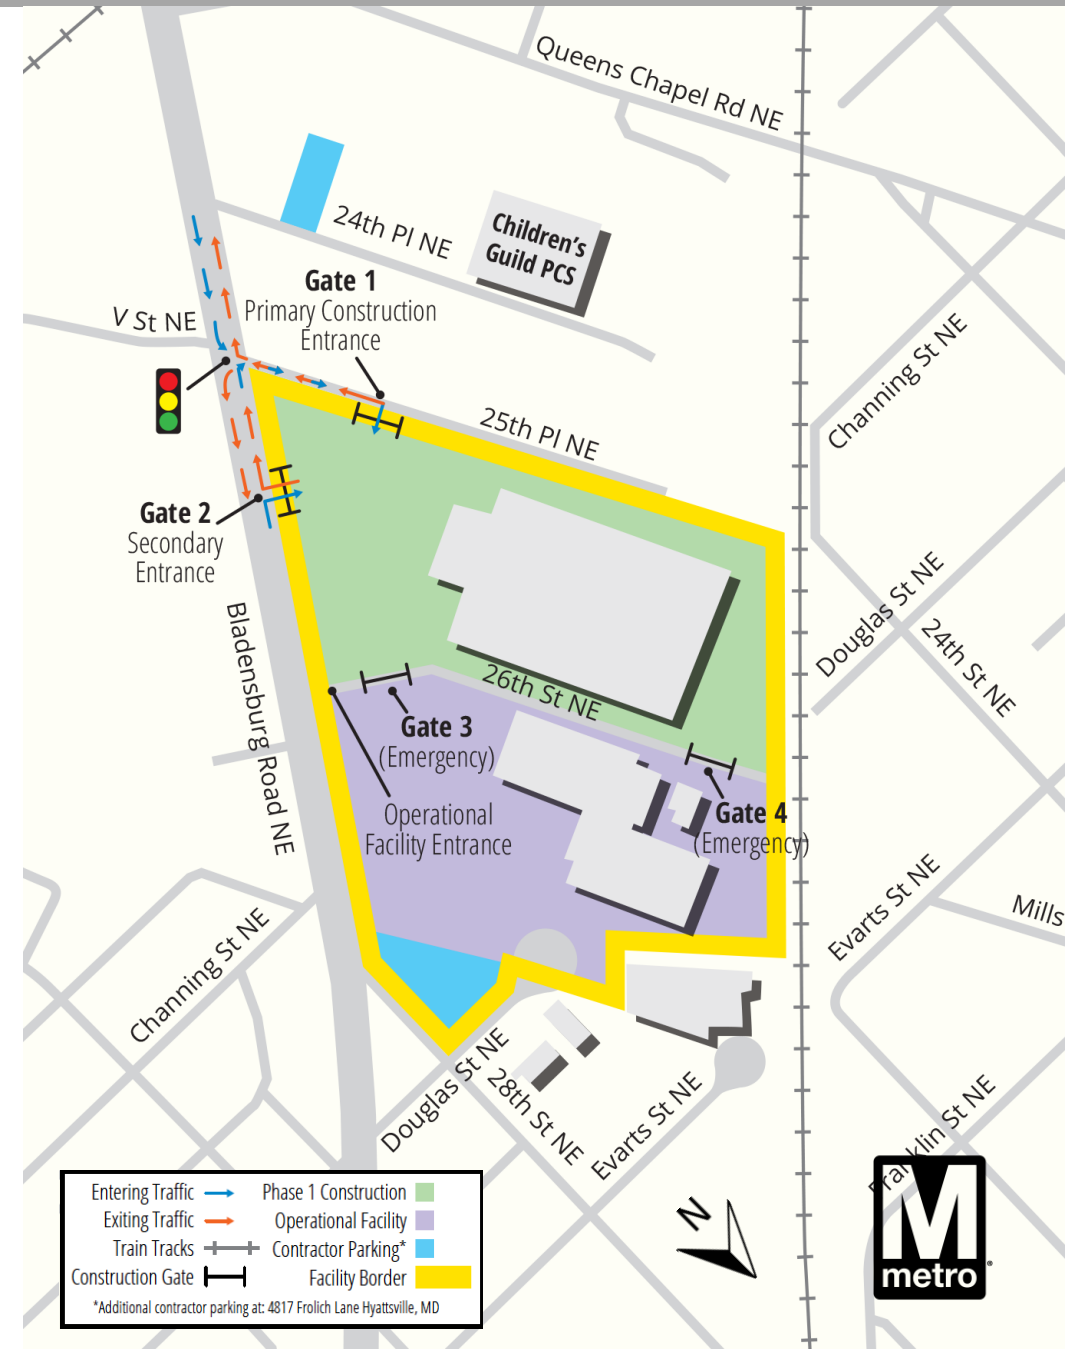 Queens Chapel Rd NE
24th Pl NE
Children's
Guild PCS
Gate 1
Primary Construction
Entrance
V St NE
25th Pl NE
Channing St NE
Gate 2
Secondary
Entrance
Douglas St NE
24th St NE
Bladensburg Road NE
26th St NE
Gate 3
(Emergency)
Gate 4
(Emergency)
Operational
Facility Entrance
Evarts St NE
Mills
Channing St NE
Douglas St NE
28th St NE
Evarts St NE
Franklin St NE
N
M
metro
Entering Traffic
Exiting Traffic
Train Tracks
Construction Gate
Phase 1 Construction
Operational Facility
Contractor Parking*
Facility Border
*Additional contractor parking at: 4817 Frolich Lane Hyattsville, MD